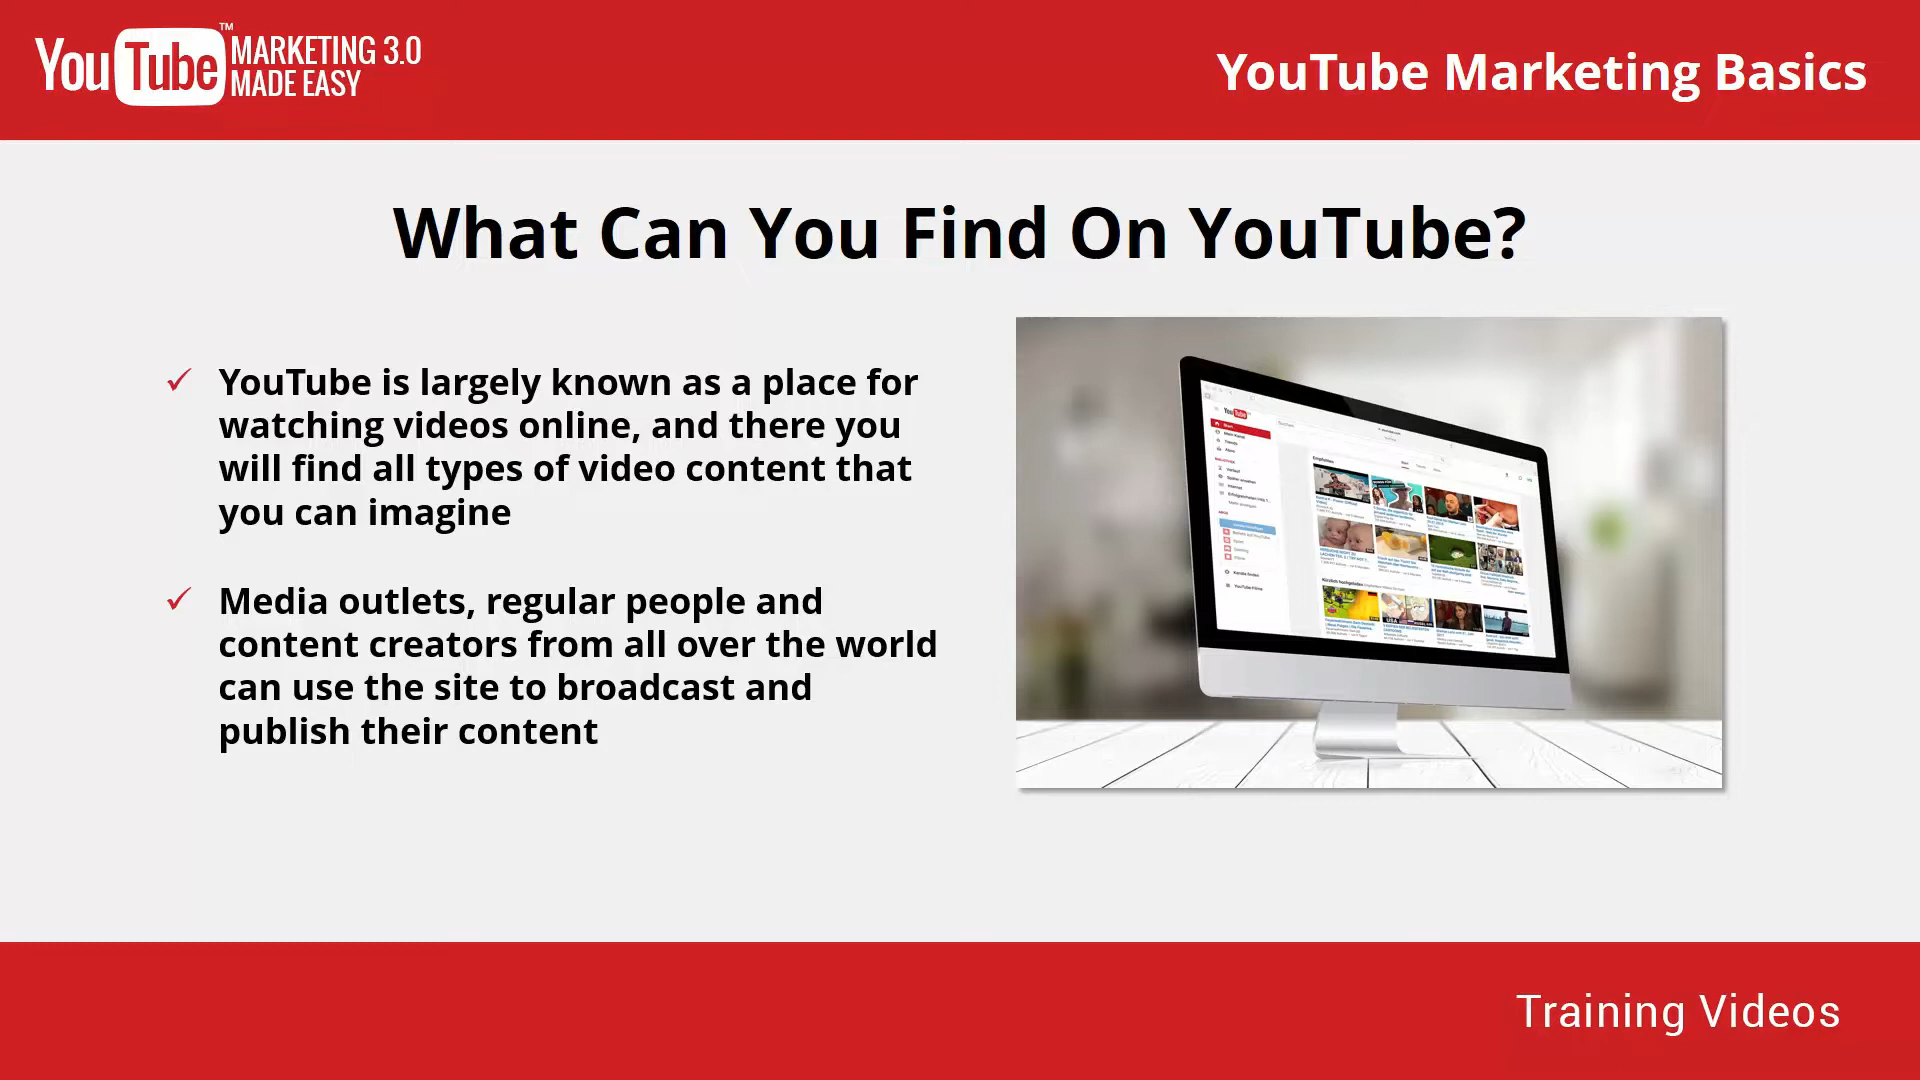 YouTube™ MARKETING 3.0
MADE EASY
YouTube Marketing Basics
What Can You Find On YouTube?
✓ YouTube is largely known as a place for
watching videos online, and there you
will find all types of video content that
you can imagine
✓ Media outlets, regular people and
content creators from all over the world
can use the site to broadcast and
publish their content
YouTube
Training Videos